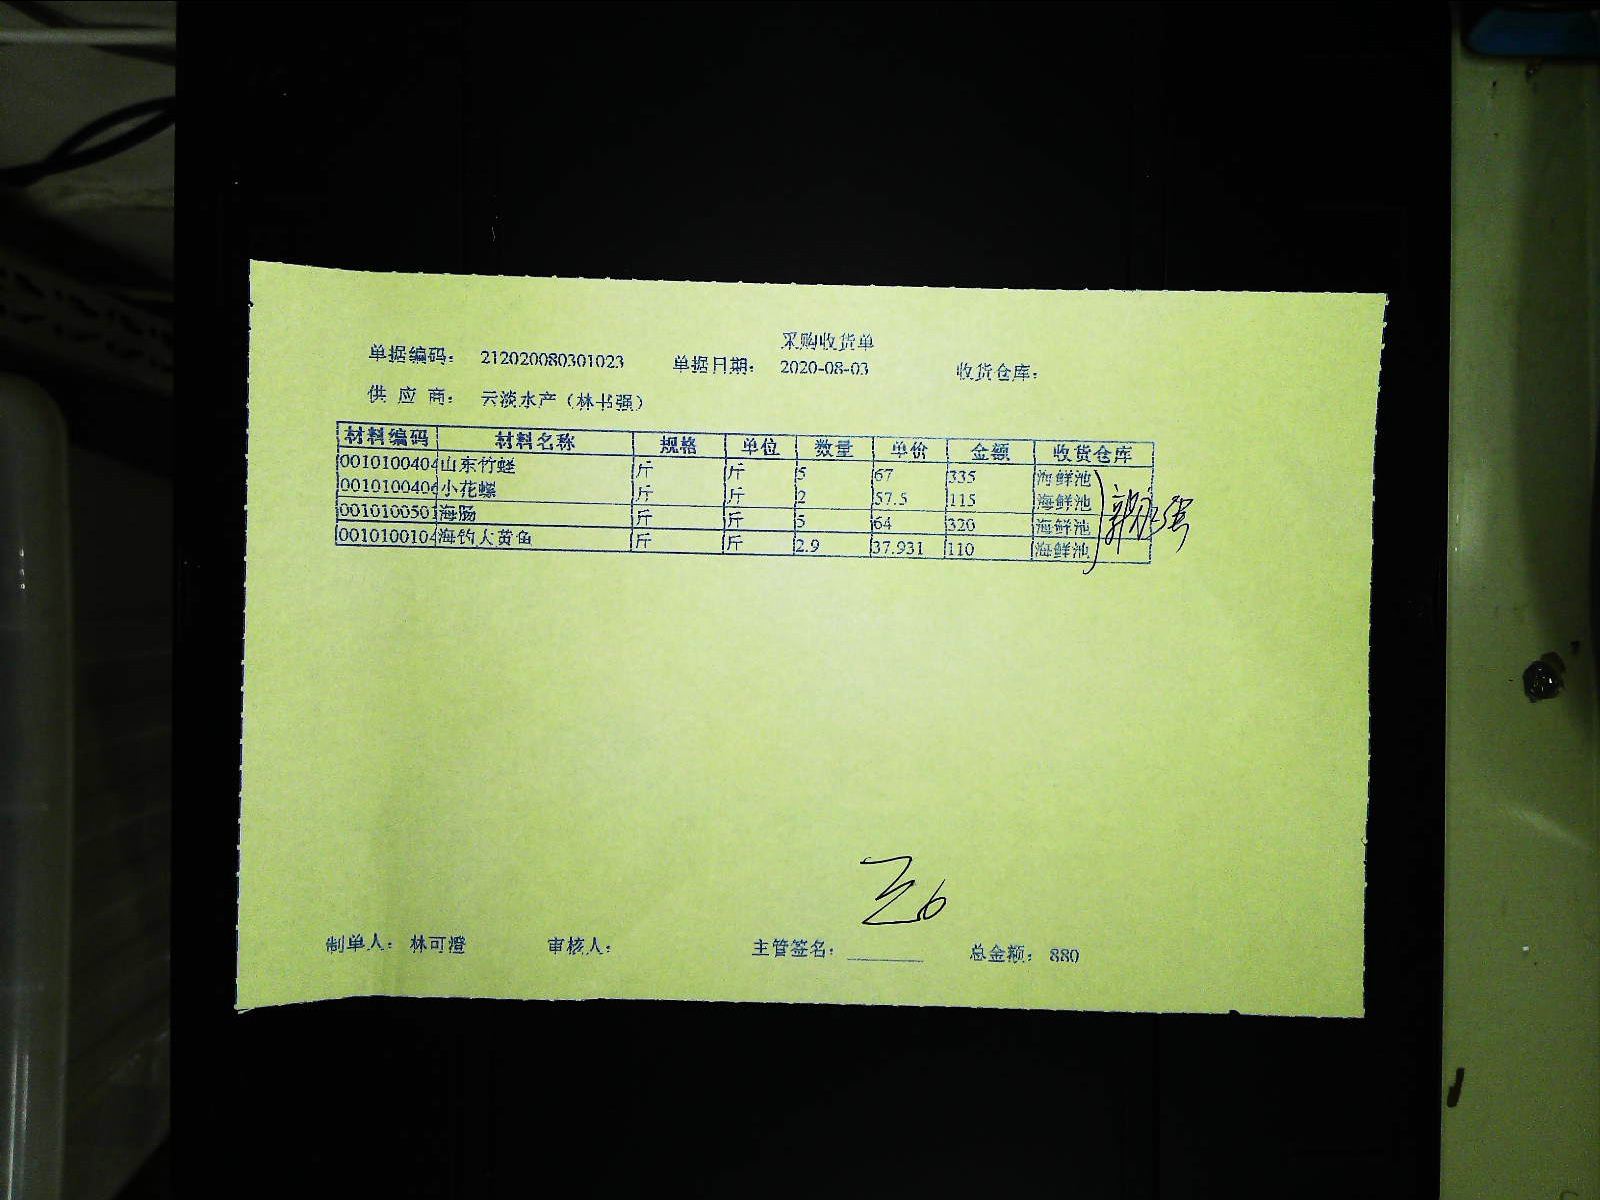 采购收货单
单据编码： 212020080301023 单据日期： 2020-08-03 收货仓库：
供 应 商： 云淡水产（林书强）
材料编码 材料名称 规格 单位 数量 单价 金额 收货仓库
0010100404 山东竹蛏 斤 斤 5 67 335 海鲜池
0010100406 小花螺 斤 斤 2 57.5 115 海鲜池
0010100501 海肠 斤 斤 5 64 320 海鲜池
0010100104 海钓大黄鱼 斤 斤 2.9 37.931 110 海鲜池
制单人： 林可澄 审核人： 主管签名： 总金额： 880